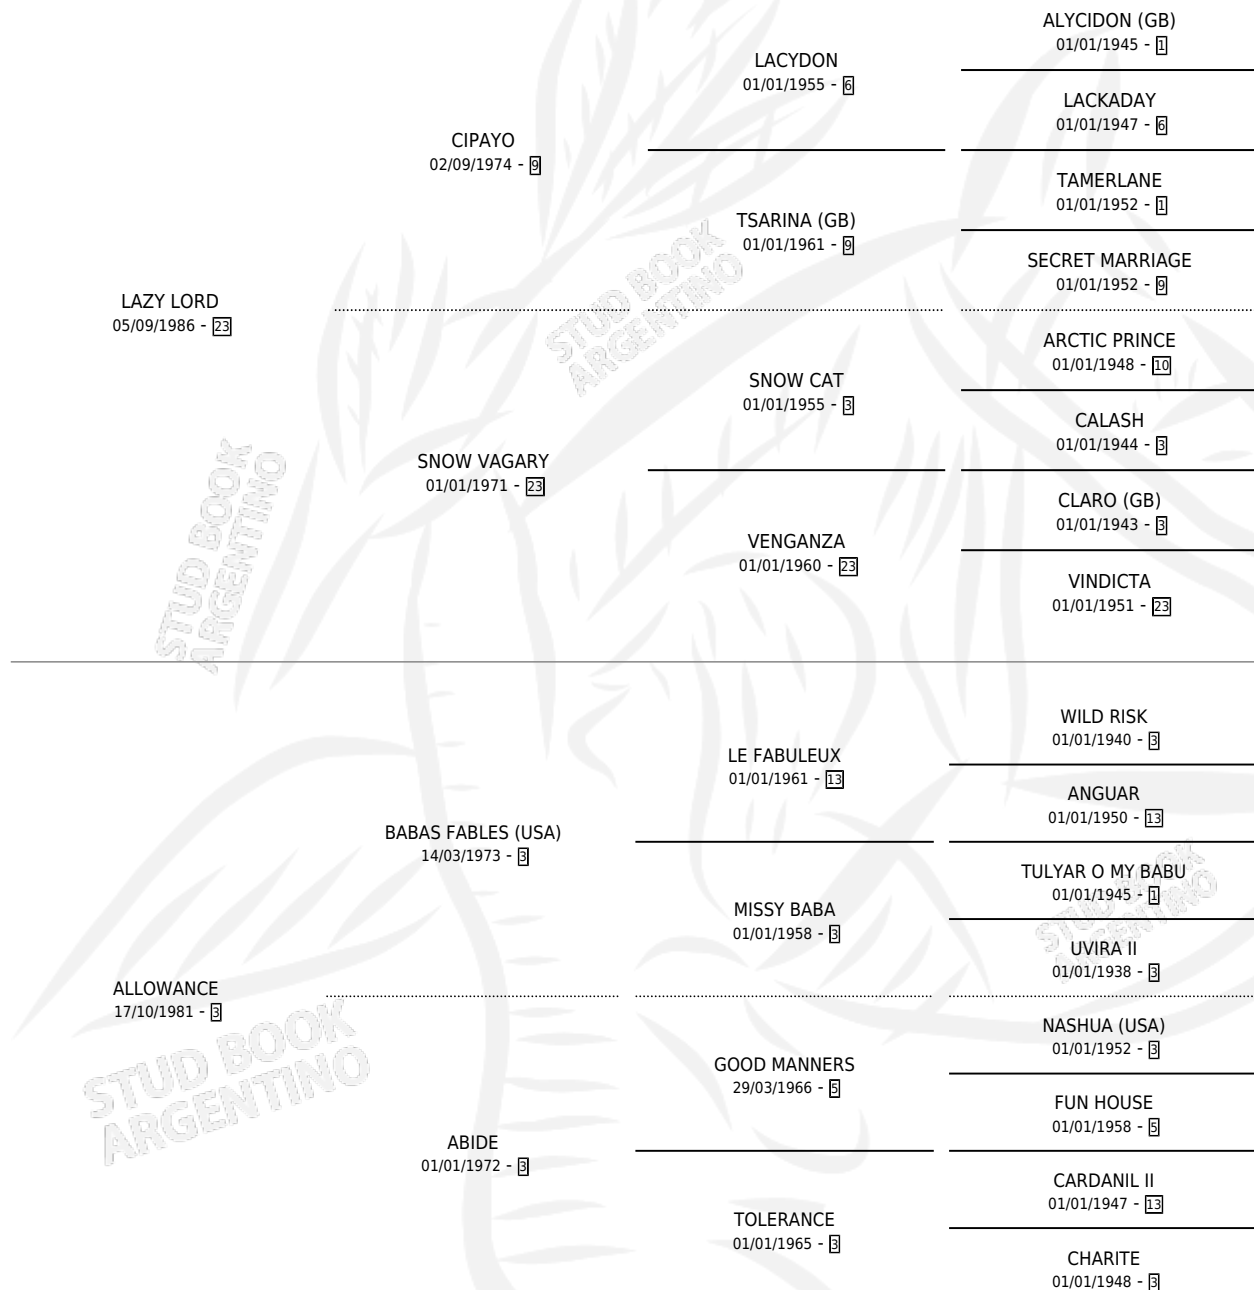 ALYCIDON (GB)
01/01/1945 - 1
LACYDON
01/01/1955 - 6
LACKADAY
01/01/1947 - 6
CIPAYO
02/09/1974 - 9
TAMERLANE
01/01/1952 - 1
TSARINA (GB)
01/01/1961 - 9
SECRET MARRIAGE
01/01/1952 - 9
LAZY LORD
05/09/1986 - 23
ARCTIC PRINCE
01/01/1948 - 10
SNOW CAT
01/01/1955 - 3
CALASH
01/01/1944 - 3
SNOW VAGARY
01/01/1971 - 23
CLARO (GB)
01/01/1943 - 3
VENGANZA
01/01/1960 - 23
VINDICTA
01/01/1951 - 23
WILD RISK
01/01/1940 - 3
LE FABULEUX
01/01/1961 - 13
ANGUAR
01/01/1950 - 13
BABAS FABLES (USA)
14/03/1973 - 3
TULYAR O MY BABU
01/01/1945 - 1
MISSY BABA
01/01/1958 - 3
UVIRA II
01/01/1938 - 3
ALLOWANCE
17/10/1981 - 3
NASHUA (USA)
01/01/1952 - 3
GOOD MANNERS
29/03/1966 - 5
FUN HOUSE
01/01/1958 - 5
ABIDE
01/01/1972 - 3
CARDANIL II
01/01/1947 - 13
TOLERANCE
01/01/1965 - 3
CHARITE
01/01/1948 - 3
STUD BOOK
ARGENTINO
STUD BOOK
ARGENTINO
STUD BOOK
ARGENTINO
STUD BOOK
ARGENTINO